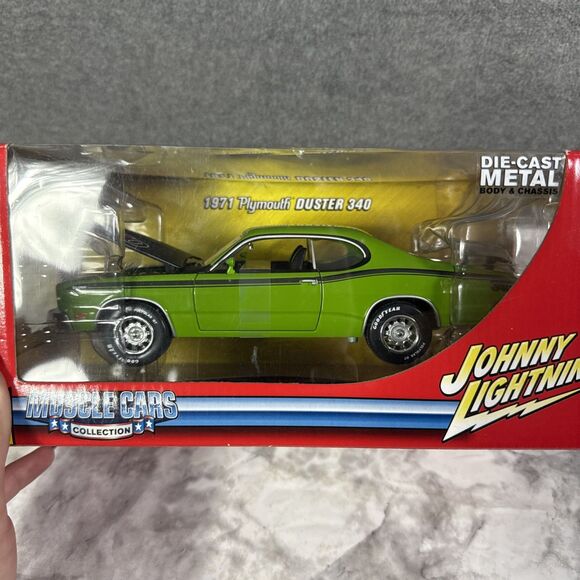 DIE-CAST
METAL
BODY & CHASSIS
1971 Plymouth DUSTER 340
GOODYEAR
JOHNNY
LIGHTNIN
MUSCLE CARS
COLLECTION